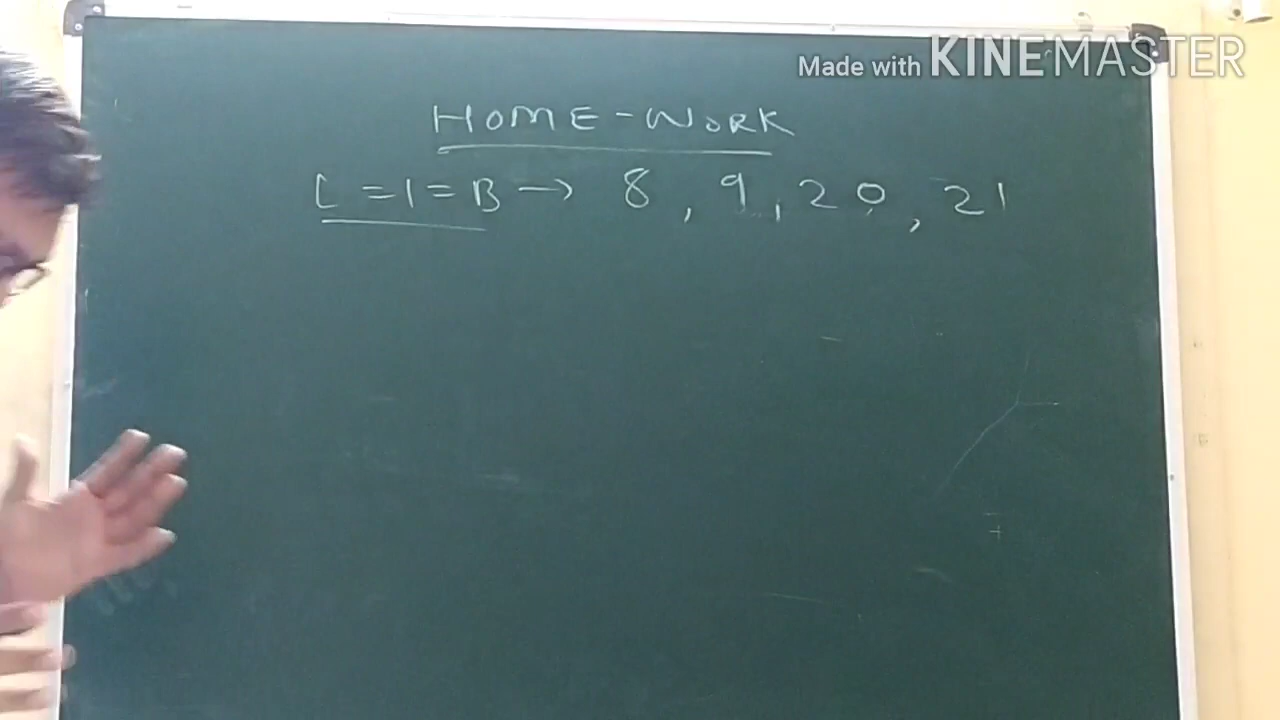 Made with KINEMASTER
HOME-WORK
L=1=B → 8, 9, 20, 21